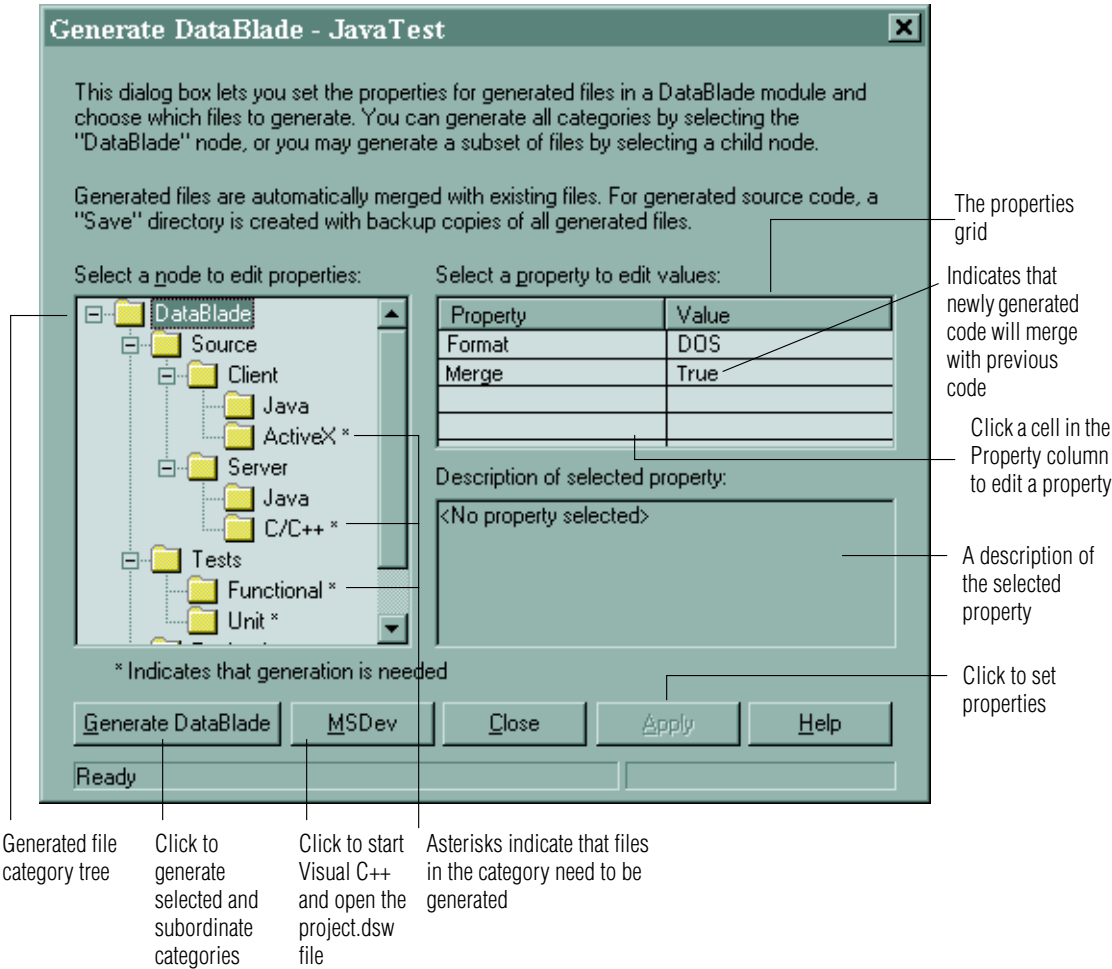 Generate DataBlade - JavaTest
This dialog box lets you set the properties for generated files in a DataBlade module and
choose which files to generate. You can generate all categories by selecting the
"DataBlade" node, or you may generate a subset of files by selecting a child node.
Generated files are automatically merged with existing files. For generated source code, a
"Save" directory is created with backup copies of all generated files.
Select a node to edit properties:
DataBlade
Source
Client
Java
ActiveX *
Server
Java
C/C++ *
Tests
Functional *
Unit *
* Indicates that generation is needed
Select a property to edit values:
Property Value
Format DOS
Merge True
Description of selected property:
<No property selected>
Generate DataBlade MSDev Close Apply Help
Ready
The properties
grid
Indicates that
newly generated
code will merge
with previous
code
Click a cell in the
Property column
to edit a property
A description of
the selected
property
Click to set
properties
Generated file
category tree
Click to
generate
selected and
subordinate
categories
Click to start
Visual C++
and open the
project.dsw
file
Asterisks indicate that files
in the category need to be
generated